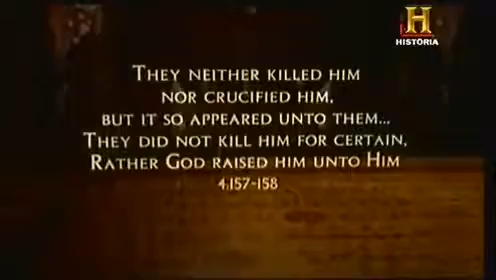 H
HISTORIA
THEY NEITHER KILLED HIM
NOR CRUCIFIED HIM,
BUT IT SO APPEARED UNTO THEM...
THEY DID NOT KILL HIM FOR CERTAIN,
RATHER GOD RAISED HIM UNTO HIM
4:157-158